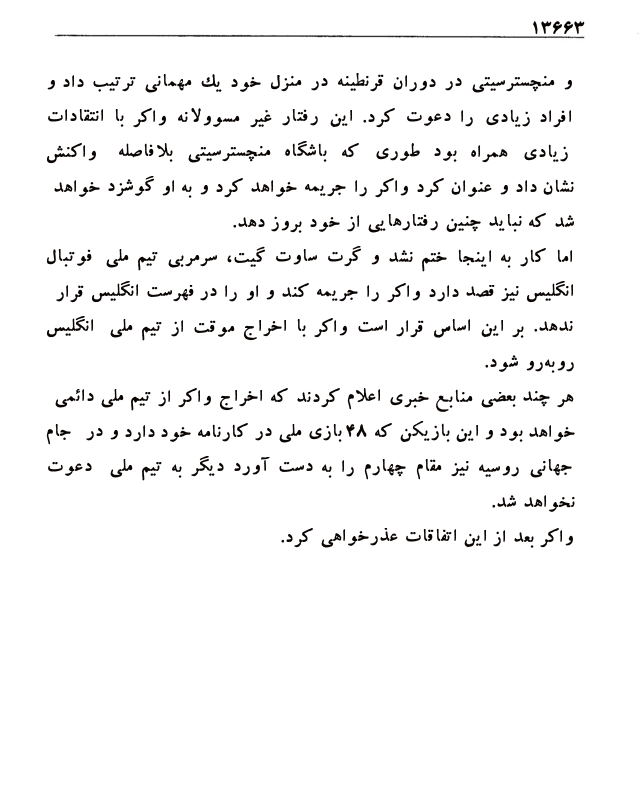 ۱۳۶۶۳
و منچسترسیتی در دوران قرنطینه در منزل خود یك مهمانی ترتیب داد و
افراد زیادی را دعوت کرد. این رفتار غیر مسوولانه واکر با انتقادات
زیادی همراه بود طوری که باشگاه منچسترسیتی بلافاصله واکنش
نشان داد و عنوان کرد واکر را جریمه خواهد کرد و به او گوشزد خواهد
شد که نباید چنین رفتارهایی از خود بروز دهد.
اما کار به اینجا ختم نشد و گرت ساوت گیت، سرمربی تیم ملی فوتبال
انگلیس نیز قصد دارد واکر را جریمه کند و او را در فهرست انگلیس قرار
ندهد. بر این اساس قرار است واکر با اخراج موقت از تیم ملی انگلیس
روبه‌رو شود.
هر چند بعضی منابع خبری اعلام کردند که اخراج واکر از تیم ملی دائمی
خواهد بود و این بازیکن که ۴۸ بازی ملی در کارنامه خود دارد و در جام
جهانی روسیه نیز مقام چهارم را به دست آورد دیگر به تیم ملی دعوت
نخواهد شد.
واکر بعد از این اتفاقات عذرخواهی کرد.